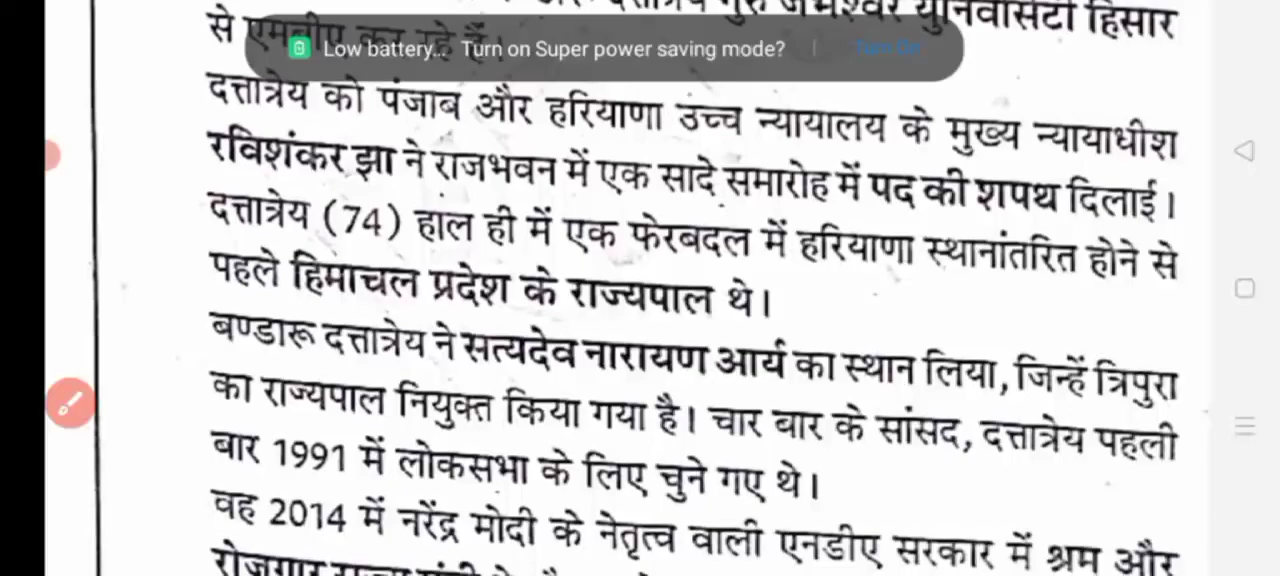 गुरु जम्भेश्वर युनिवर्सिटी हिसार
से एमबीए कर रहे हैं।
Low battery... Turn on Super power saving mode? Turn On
दत्तात्रेय को पंजाब और हरियाणा उच्च न्यायालय के मुख्य न्यायाधीश
रविशंकर झा ने राजभवन में एक सादे समारोह में पद की शपथ दिलाई।
दत्तात्रेय (74) हाल ही में एक फेरबदल में हरियाणा स्थानांतरित होने से
पहले हिमाचल प्रदेश के राज्यपाल थे।
बण्डारू दत्तात्रेय ने सत्यदेव नारायण आर्य का स्थान लिया, जिन्हें त्रिपुरा
का राज्यपाल नियुक्त किया गया है। चार बार के सांसद, दत्तात्रेय पहली
बार 1991 में लोकसभा के लिए चुने गए थे।
वह 2014 में नरेंद्र मोदी के नेतृत्व वाली एनडीए सरकार में श्रम और
रोजगार राज्य मंत्री